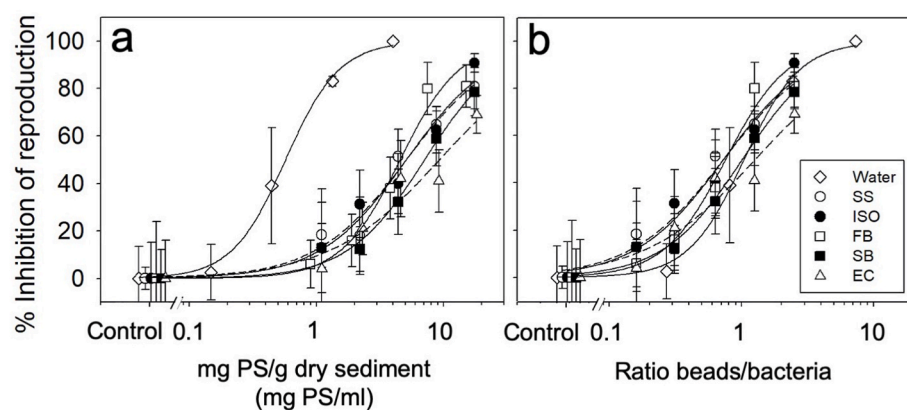 a
b
% Inhibition of reproduction
100
80
60
40
20
0
Control 0.1 1 10
mg PS/g dry sediment
(mg PS/ml)
Control 0.1 1 10
Ratio beads/bacteria
Water
SS
ISO
FB
SB
EC